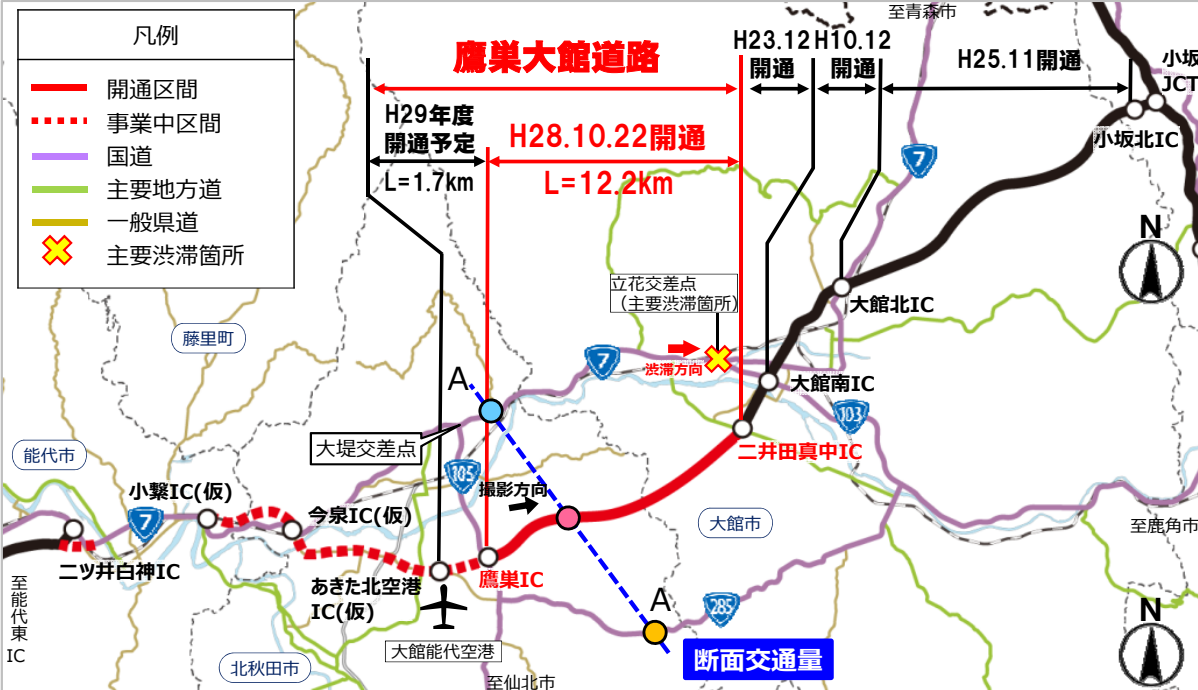 凡例
開通区間
事業中区間
国道
主要地方道
一般県道
主要渋滞箇所
至青森市
鷹巣大館道路
H23.12
開通
H10.12
開通
H25.11開通
小坂
JCT
小坂北IC
H29年度
開通予定
L=1.7km
H28.10.22開通
L=12.2km
7
N
立花交差点
(主要渋滞箇所)
大館北IC
藤里町
7
渋滞方向
大館南IC
A
103
大堤交差点
二井田真中IC
能代市
105
撮影方向
小繋IC(仮)
7
今泉IC(仮)
大館市
至鹿角市
二ツ井白神IC
あきた北空港
IC(仮)
鷹巣IC
至能代東IC
A
285
N
大館能代空港
断面交通量
北秋田市
至仙北市